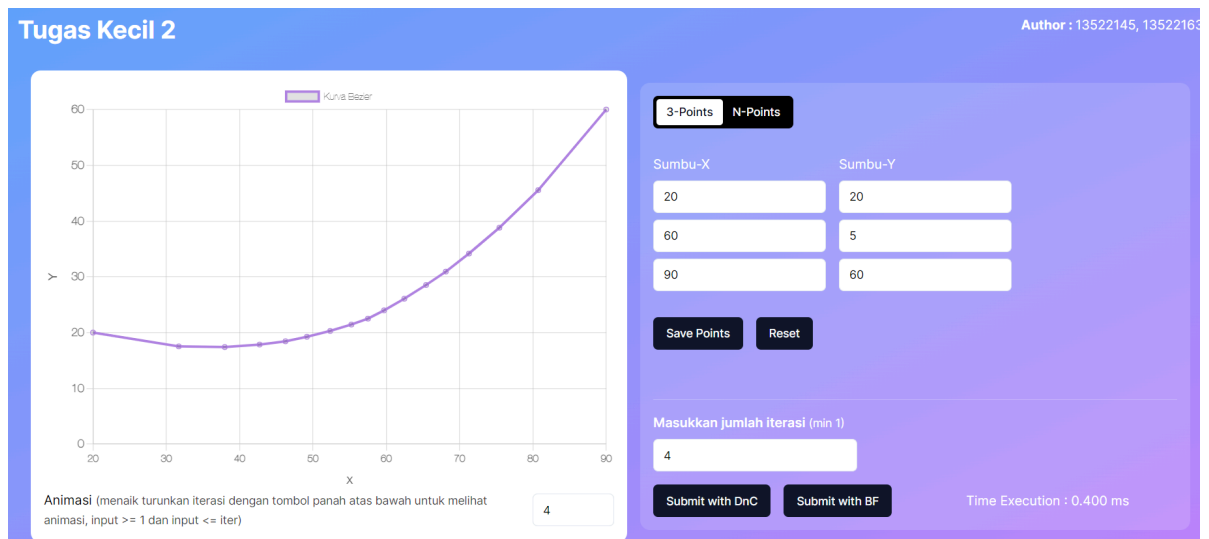 Tugas Kecil 2
Author : 13522145, 13522163
Kurva Bezier
60
50
40
30
20
10
0
Y
20 30 40 50 60 70 80 90
X
Animasi (menaik turunkan iterasi dengan tombol panah atas bawah untuk melihat
animasi, input >= 1 dan input <= iter)
4
3-Points N-Points
Sumbu-X Sumbu-Y
20 20
60 5
90 60
Save Points Reset
Masukkan jumlah iterasi (min 1)
4
Submit with DnC Submit with BF Time Execution : 0.400 ms